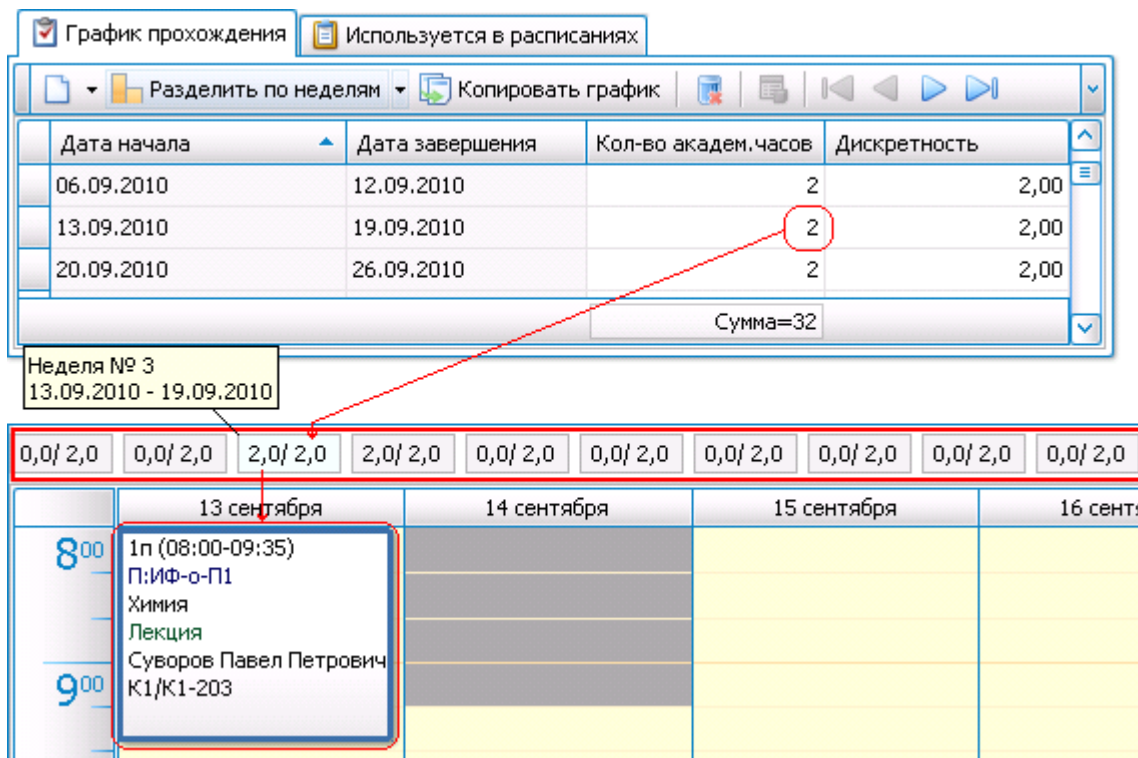 График прохождения Используется в расписаниях
Разделить по неделям Копировать график
Дата начала Дата завершения Кол-во академ.часов Дискретность
06.09.2010 12.09.2010 2 2,00
13.09.2010 19.09.2010 2 2,00
20.09.2010 26.09.2010 2 2,00
Сумма=32
Неделя № 3
13.09.2010 - 19.09.2010
0,0/ 2,0 0,0/ 2,0 2,0/ 2,0 2,0/ 2,0 0,0/ 2,0 0,0/ 2,0 0,0/ 2,0 0,0/ 2,0 0,0/ 2,0 0,0/ 2,0
13 сентября 14 сентября 15 сентября 16 сент
8 00
1п (08:00-09:35)
П:ИФ-о-П1
Химия
Лекция
Суворов Павел Петрович
9 00
К1/К1-203